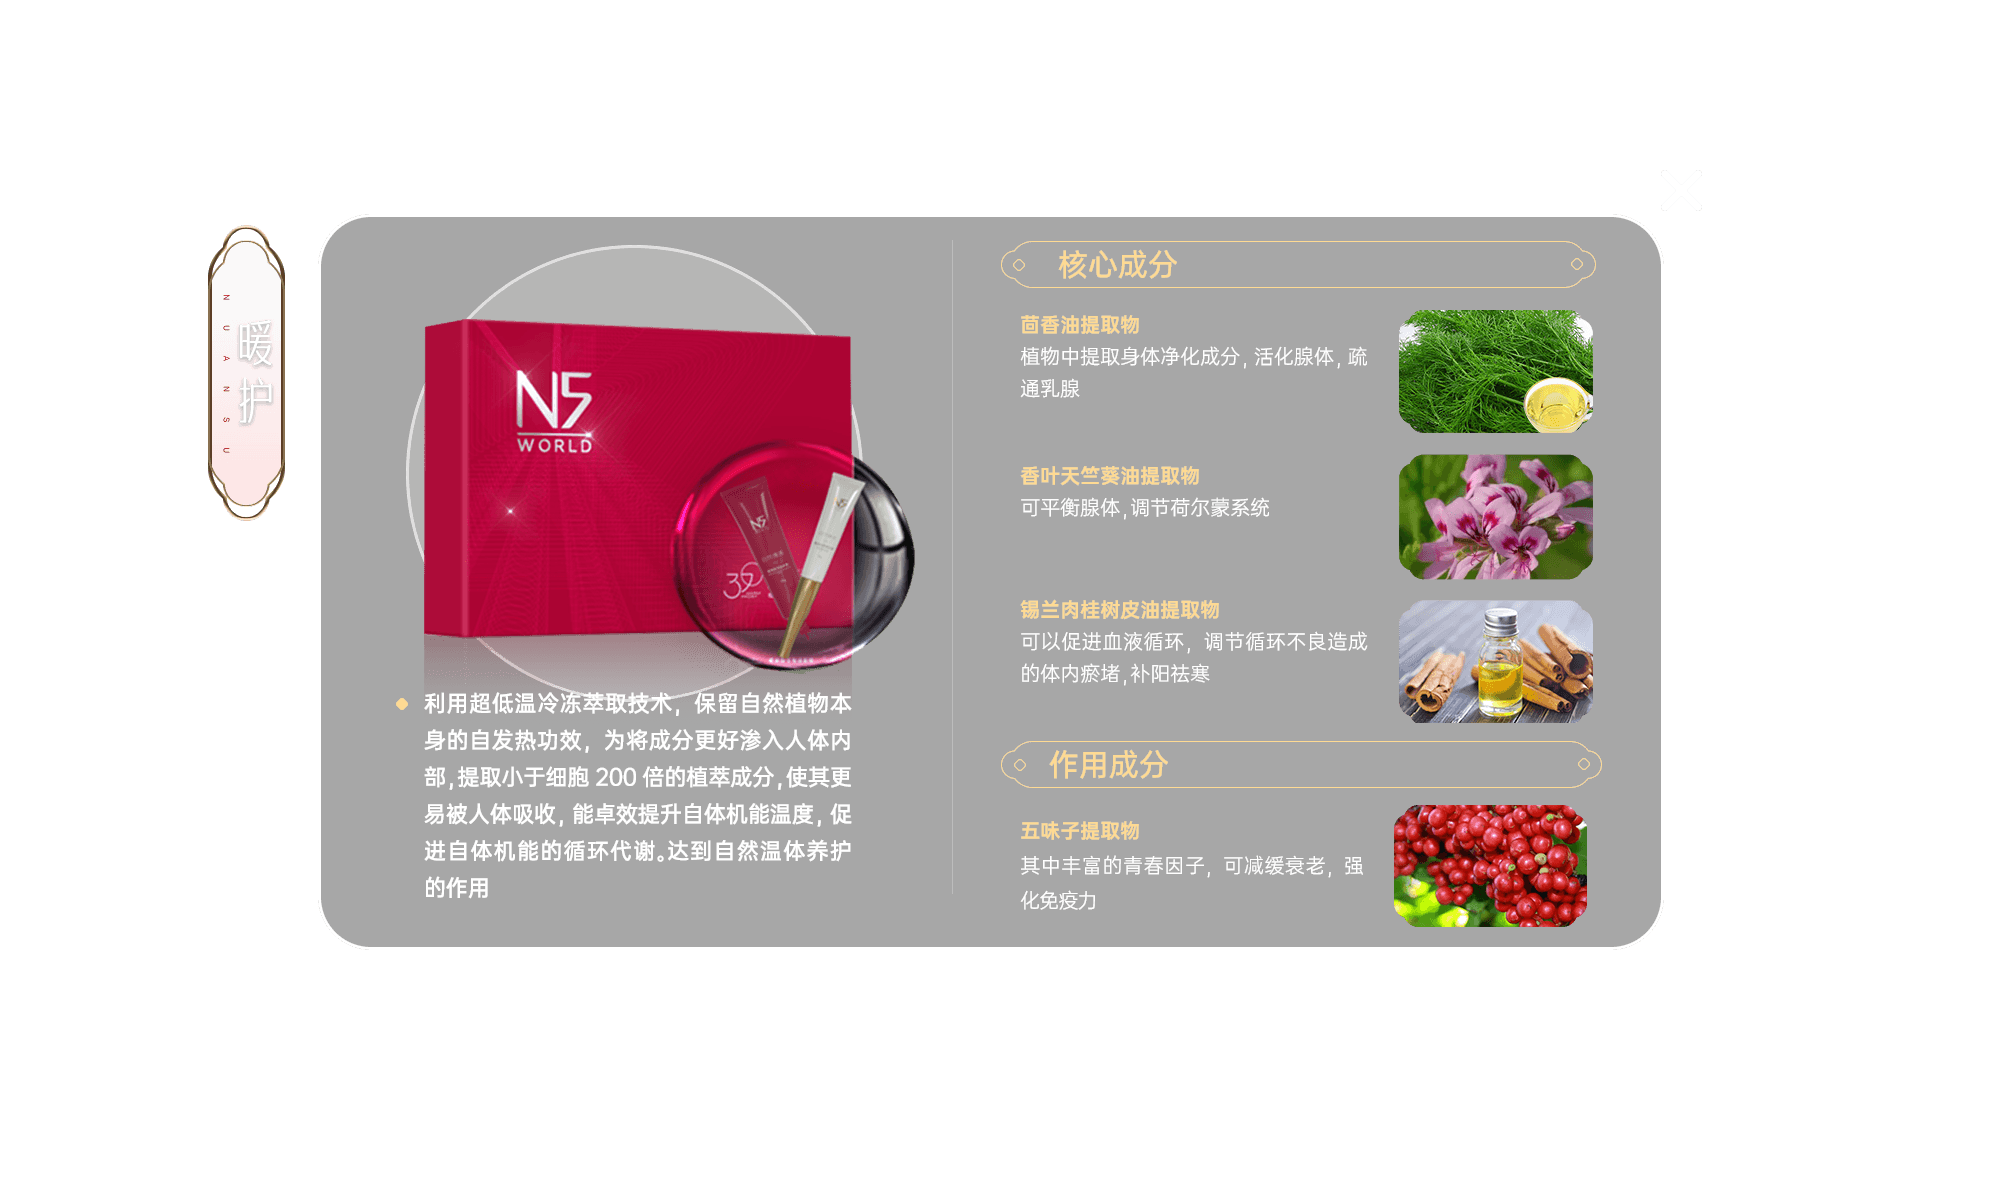 暖护
NUANSU
N5
WORLD
N5
35
利用超低温冷冻萃取技术，保留自然植物本
身的自发热功效，为将成分更好渗入人体内
部,提取小于细胞 200 倍的植萃成分,使其更
易被人体吸收，能卓效提升自体机能温度，促
进自体机能的循环代谢。达到自然温体养护
的作用
核心成分
茴香油提取物
植物中提取身体净化成分，活化腺体，疏
通乳腺
香叶天竺葵油提取物
可平衡腺体,调节荷尔蒙系统
锡兰肉桂树皮油提取物
可以促进血液循环，调节循环不良造成
的体内瘀堵,补阳祛寒
作用成分
五味子提取物
其中丰富的青春因子，可减缓衰老，强
化免疫力